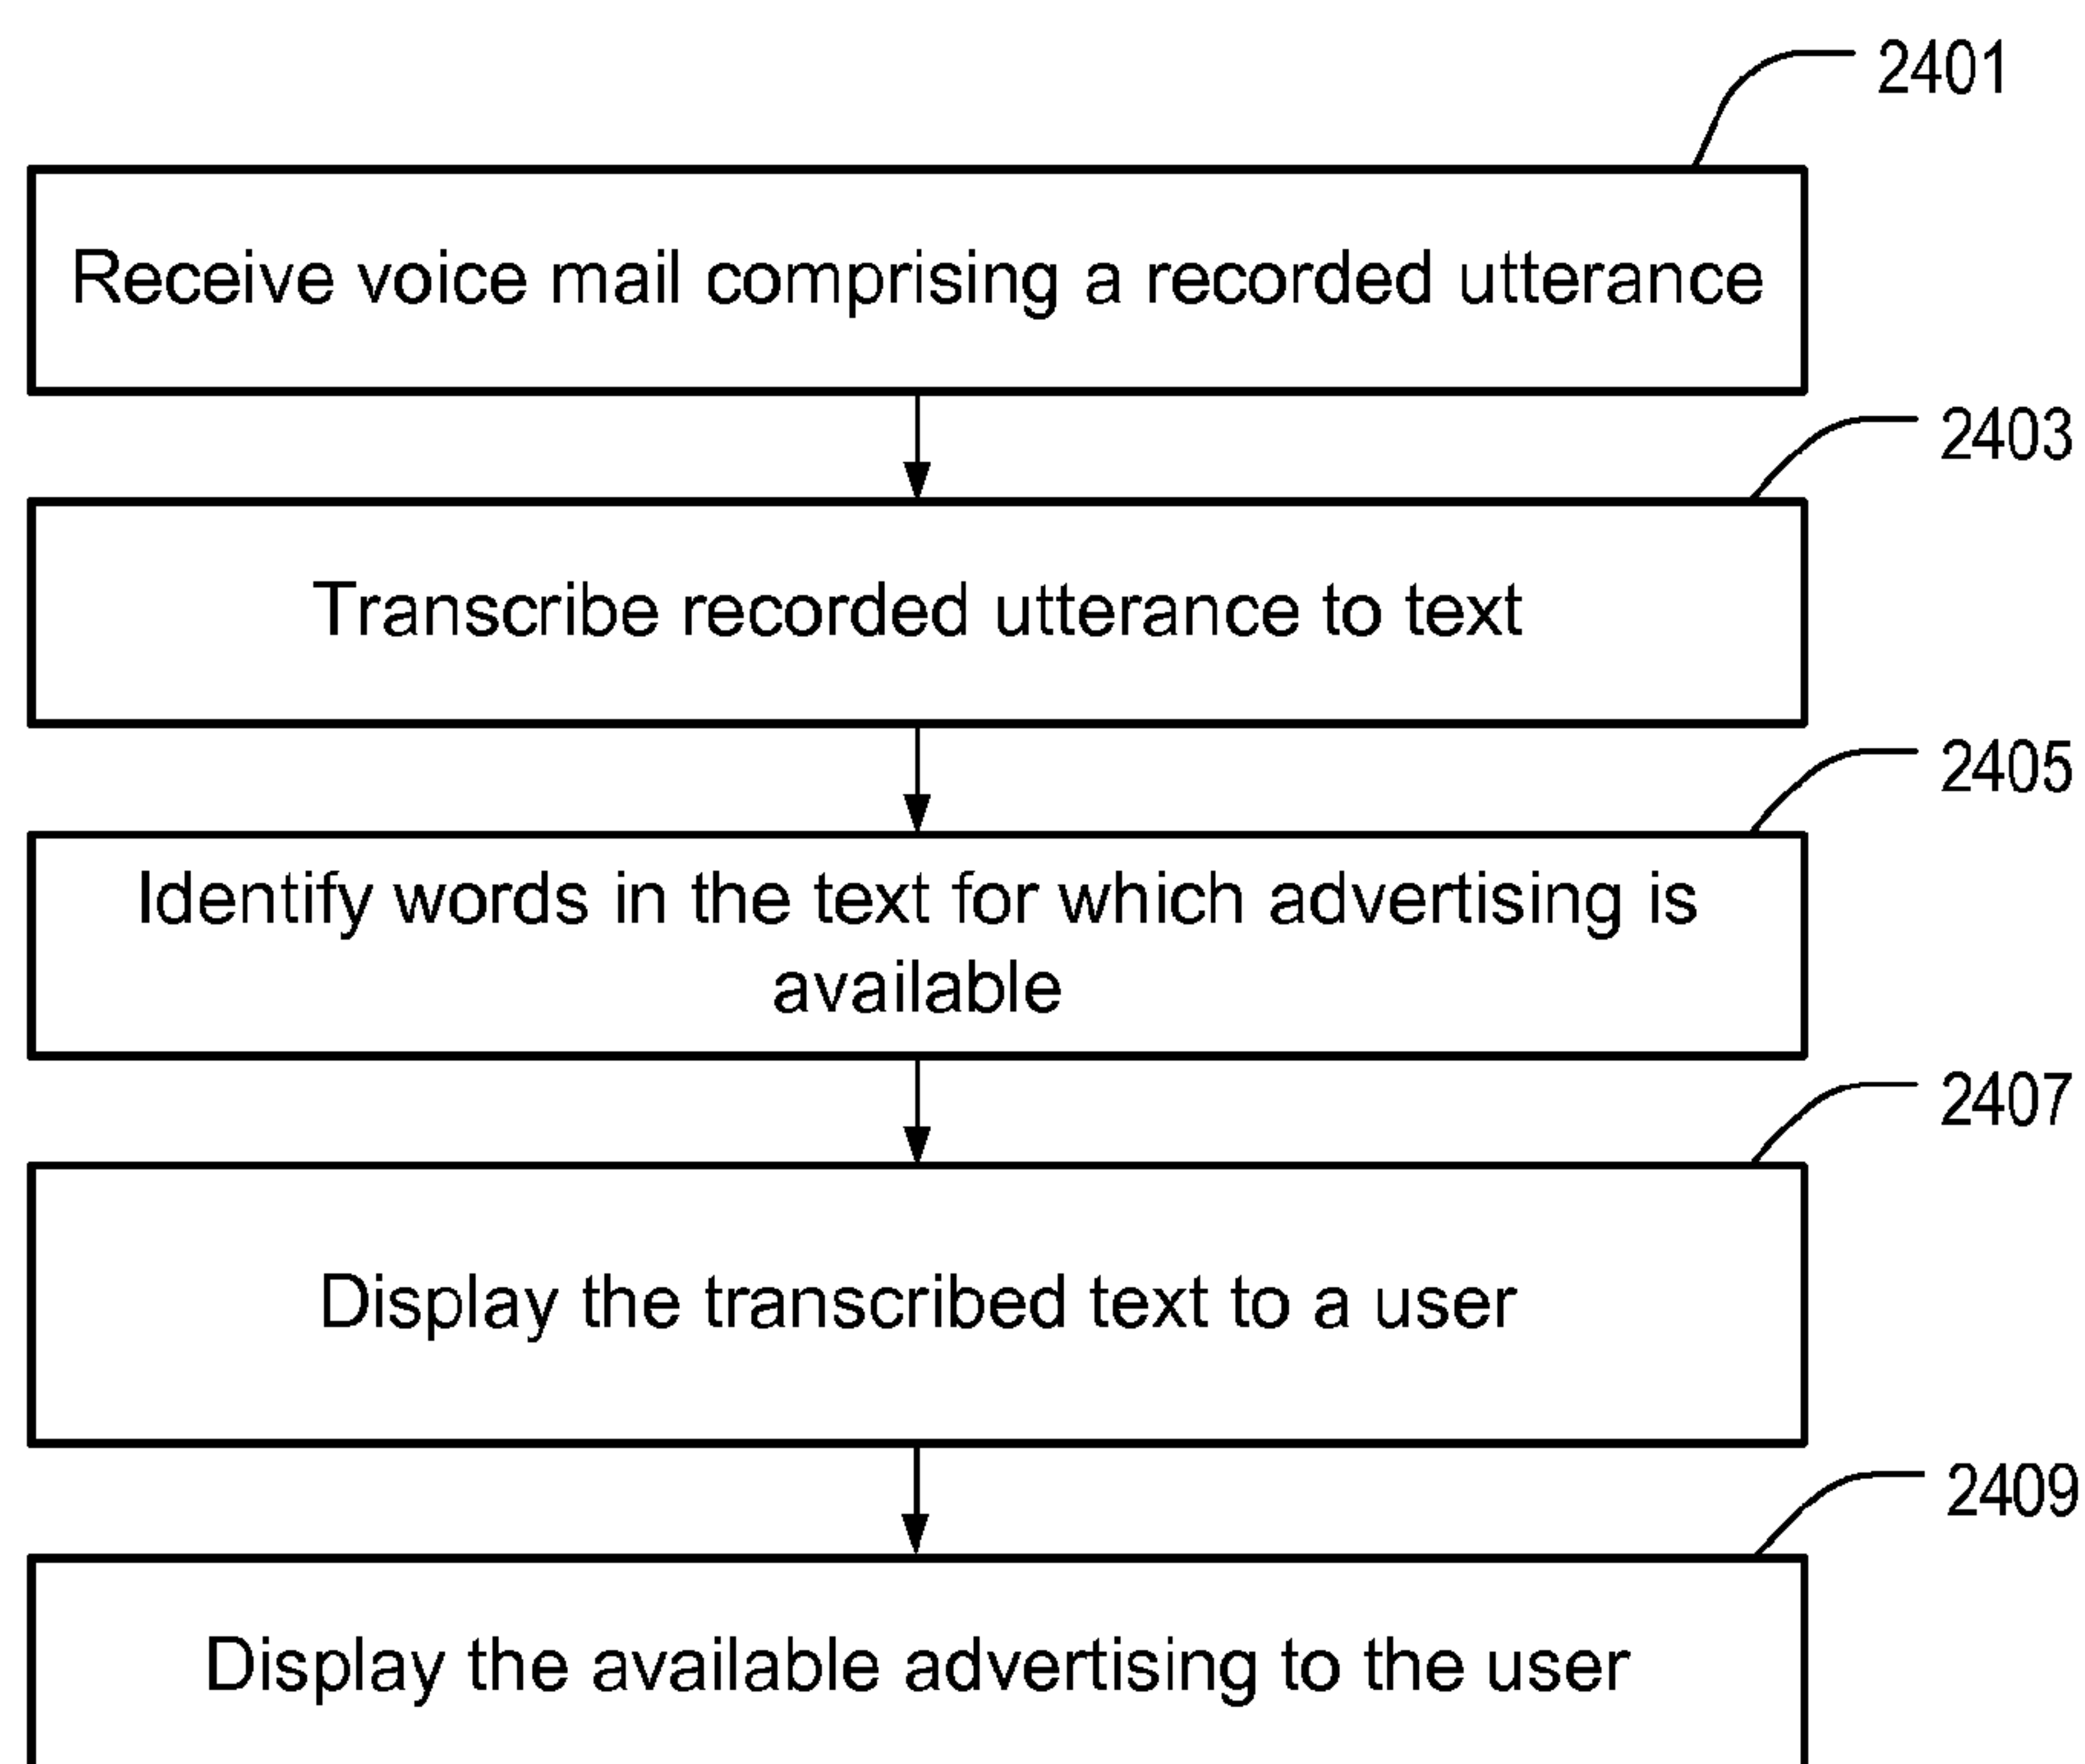 2401
Receive voice mail comprising a recorded utterance
2403
Transcribe recorded utterance to text
2405
Identify words in the text for which advertising is
available
2407
Display the transcribed text to a user
2409
Display the available advertising to the user